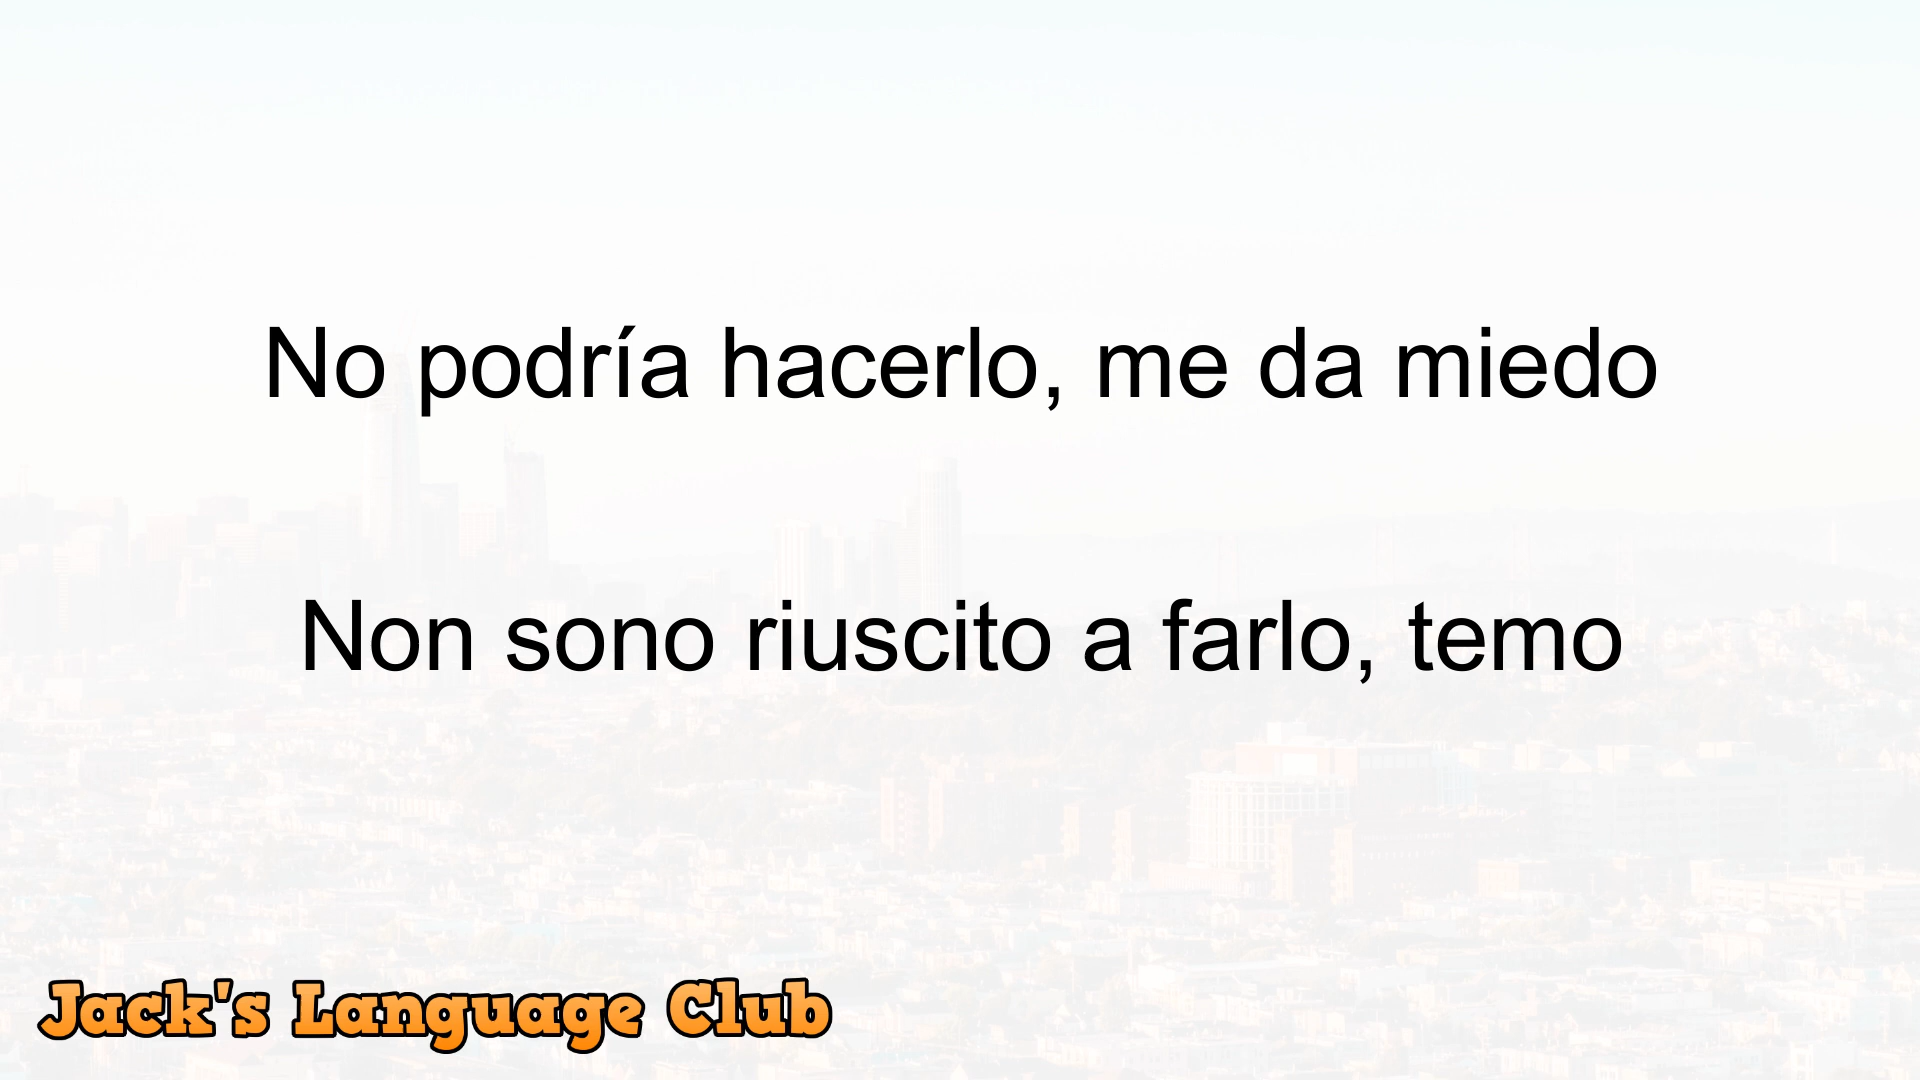 No podría hacerlo, me da miedo
Non sono riuscito a farlo, temo
Jack's Language Club